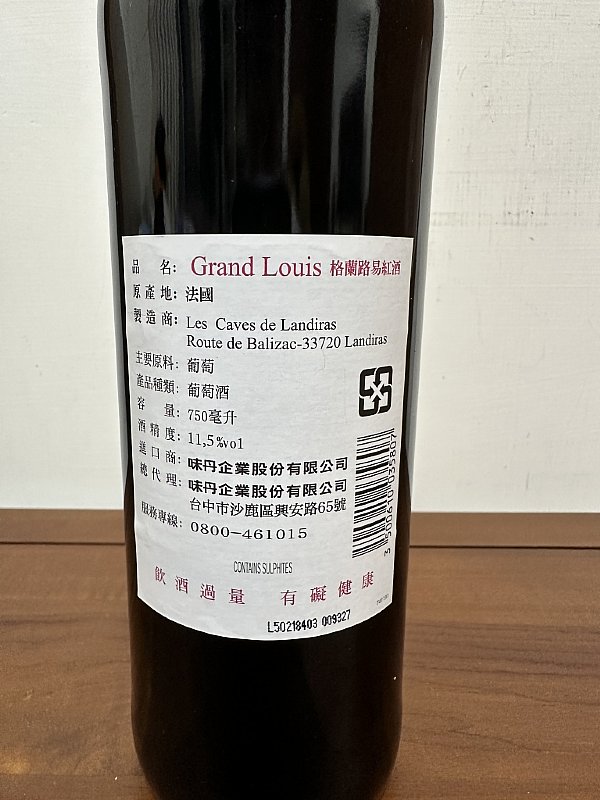 品 名: Grand Louis 格蘭路易紅酒
原產地: 法國
製造商: Les Caves de Landiras
Route de Balizac-33720 Landiras
主要原料: 葡萄
產品種類: 葡萄酒
容 量: 750毫升
酒精度: 11,5%vol
進口商: 味丹企業股份有限公司
總代理: 味丹企業股份有限公司
台中市沙鹿區興安路65號
服務專線: 0800-461015
CONTAINS SULPHITES
飲酒過量 有礙健康
L50218403 009327
3 500610 035807